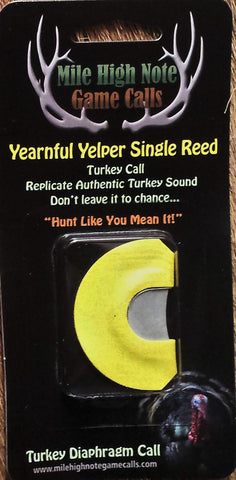 Mile High Note
Game Calls
Yearnful Yelper Single Reed
Turkey Call
Replicate Authentic Turkey Sound
Don't leave it to chance...
"Hunt Like You Mean It!"
Turkey Diaphragm Call
www.milehighnotegamecalls.com